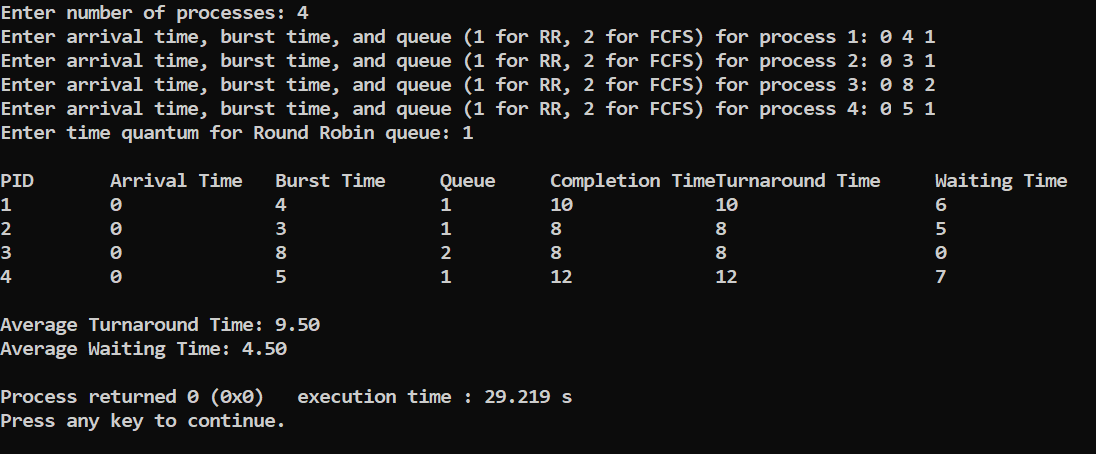 Enter number of processes: 4
Enter arrival time, burst time, and queue (1 for RR, 2 for FCFS) for process 1: 0 4 1
Enter arrival time, burst time, and queue (1 for RR, 2 for FCFS) for process 2: 0 3 1
Enter arrival time, burst time, and queue (1 for RR, 2 for FCFS) for process 3: 0 8 2
Enter arrival time, burst time, and queue (1 for RR, 2 for FCFS) for process 4: 0 5 1
Enter time quantum for Round Robin queue: 1
PID Arrival Time Burst Time Queue Completion TimeTurnaround Time Waiting Time
1 0 4 1 10 10 6
2 0 3 1 8 8 5
3 0 8 2 8 8 0
4 0 5 1 12 12 7
Average Turnaround Time: 9.50
Average Waiting Time: 4.50
Process returned 0 (0x0) execution time : 29.219 s
Press any key to continue.